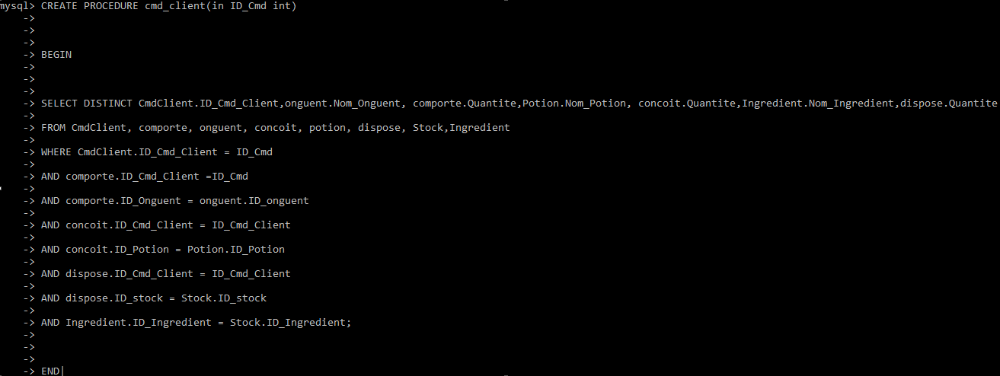 mysql> CREATE PROCEDURE cmd_client(in ID_Cmd int)
->
->
->
-> BEGIN
->
->
->
-> SELECT DISTINCT CmdClient.ID_Cmd_Client,onguent.Nom_Onguent, comporte.Quantite,Potion.Nom_Potion, concoit.Quantite,Ingredient.Nom_Ingredient,dispose.Quantite
->
-> FROM CmdClient, comporte, onguent, concoit, potion, dispose, Stock,Ingredient
->
-> WHERE CmdClient.ID_Cmd_Client = ID_Cmd
->
-> AND comporte.ID_Cmd_Client =ID_Cmd
->
-> AND comporte.ID_Onguent = onguent.ID_onguent
->
-> AND concoit.ID_Cmd_Client = ID_Cmd_Client
->
-> AND concoit.ID_Potion = Potion.ID_Potion
->
-> AND dispose.ID_Cmd_Client = ID_Cmd_Client
->
-> AND dispose.ID_stock = Stock.ID_stock
->
-> AND Ingredient.ID_Ingredient = Stock.ID_Ingredient;
->
->
->
-> END|